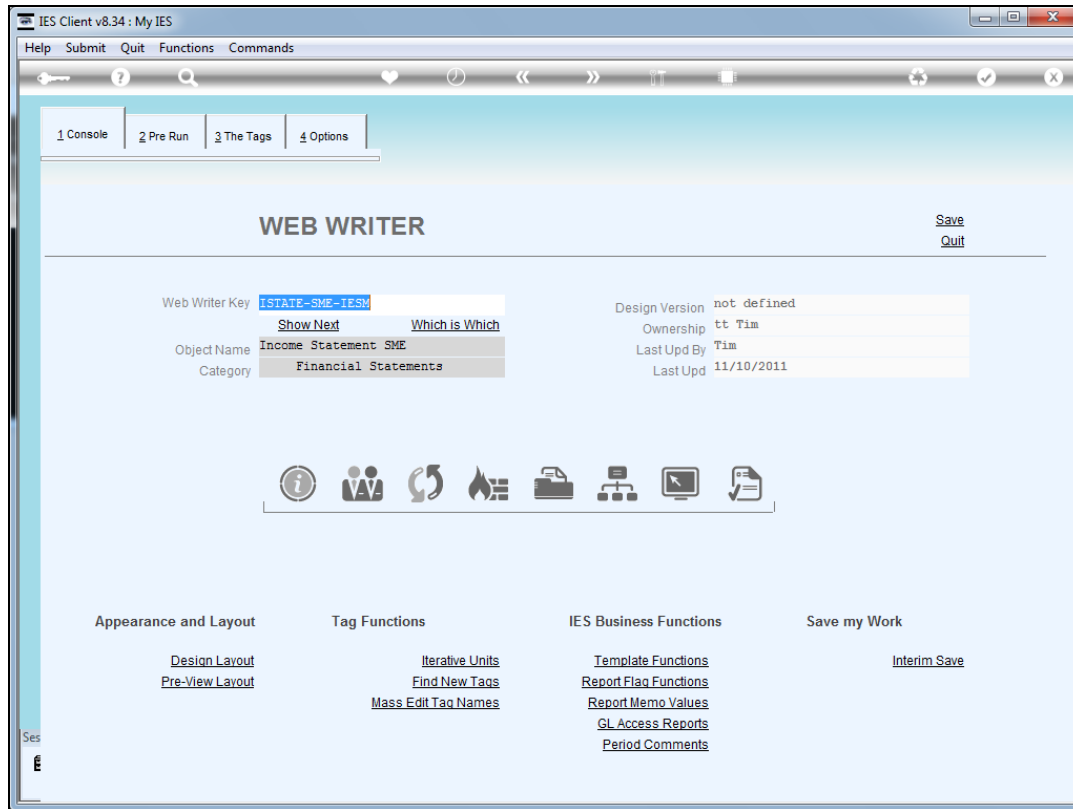 IES Client v8.34 : My IES
Help Submit Quit Functions Commands
1 Console 2 Pre Run 3 The Tags 4 Options
WEB WRITER
Save
Quit
Web Writer Key ISTATE-SME-IESM
Show Next Which is Which
Object Name Income Statement SME
Category Financial Statements
Design Version not defined
Ownership tt Tim
Last Upd By Tim
Last Upd 11/10/2011
Appearance and Layout
Design Layout
Pre-View Layout
Tag Functions
Iterative Units
Find New Tags
Mass Edit Tag Names
IES Business Functions
Template Functions
Report Flag Functions
Report Memo Values
GL Access Reports
Period Comments
Save my Work
Interim Save
Ses